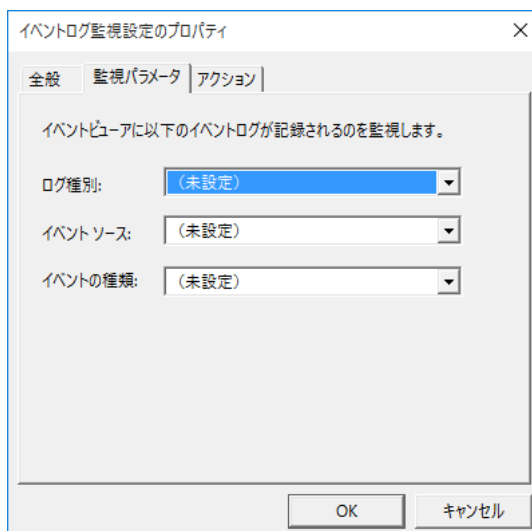 イベントログ監視設定のプロパティ
全般 監視パラメータ アクション
イベントビューアに以下のイベントログが記録されるのを監視します。
ログ種別: (未設定)
イベント ソース: (未設定)
イベントの種類: (未設定)
OK キャンセル